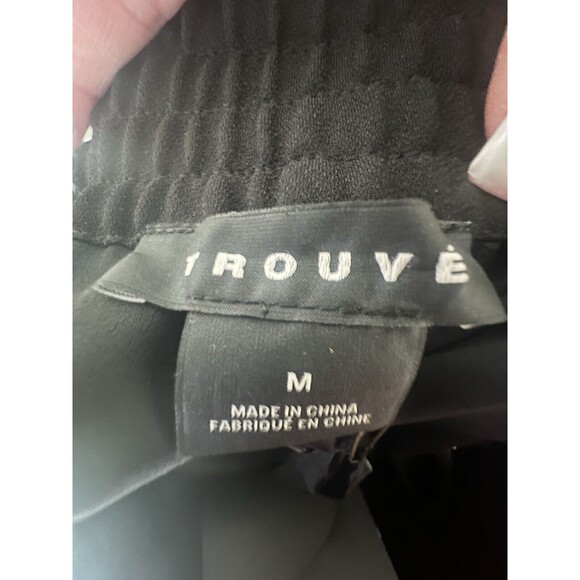 TROUVÉ
M
MADE IN CHINA
FABRIQUÉ EN CHINE